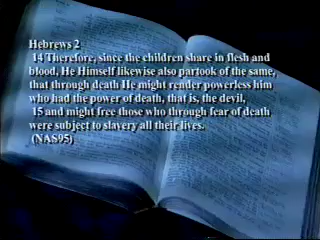 Hebrews 2
14 Therefore, since the children share in flesh and
blood, He Himself likewise also partook of the same,
that through death He might render powerless him
who had the power of death, that is, the devil,
15 and might free those who through fear of death
were subject to slavery all their lives.
(NAS95)